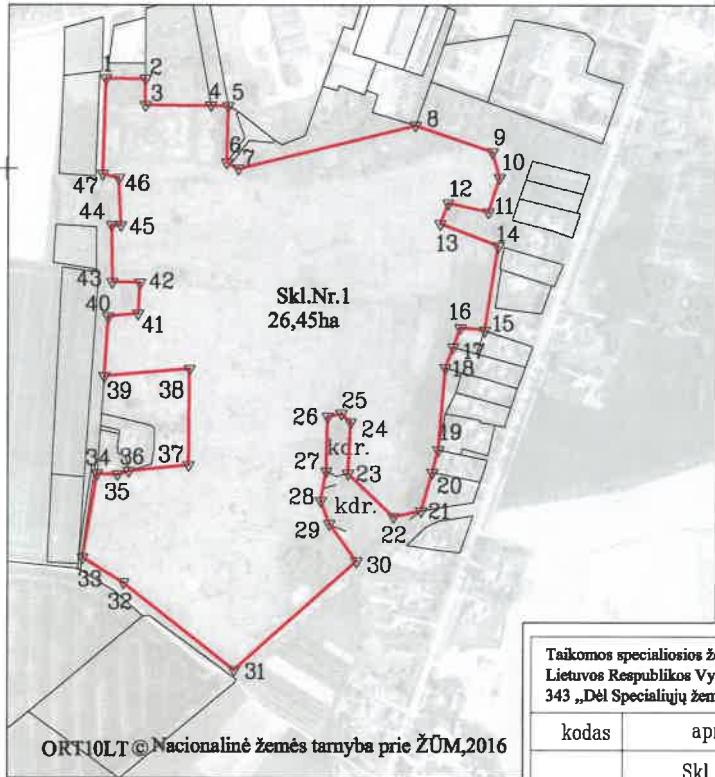 1 2
3 4 5
6 7
8
9
10
11
12
13
14
47 46
44 45
43 42
40 41
Skl.Nr.1
26,45ha
16 15
17
18
39 38
26 25
24
kdr.
19
34 36 37
35
27 23
20
28 kdr.
29
22 21
30
33
32
31
Taikomos specialiosios ž
Lietuvos Respublikos Vy
343 „Dėl Specialiųjų žem
kodas
Skl
ORT10LT © Nacionalinė žemės tarnyba prie ŽŪM,2016